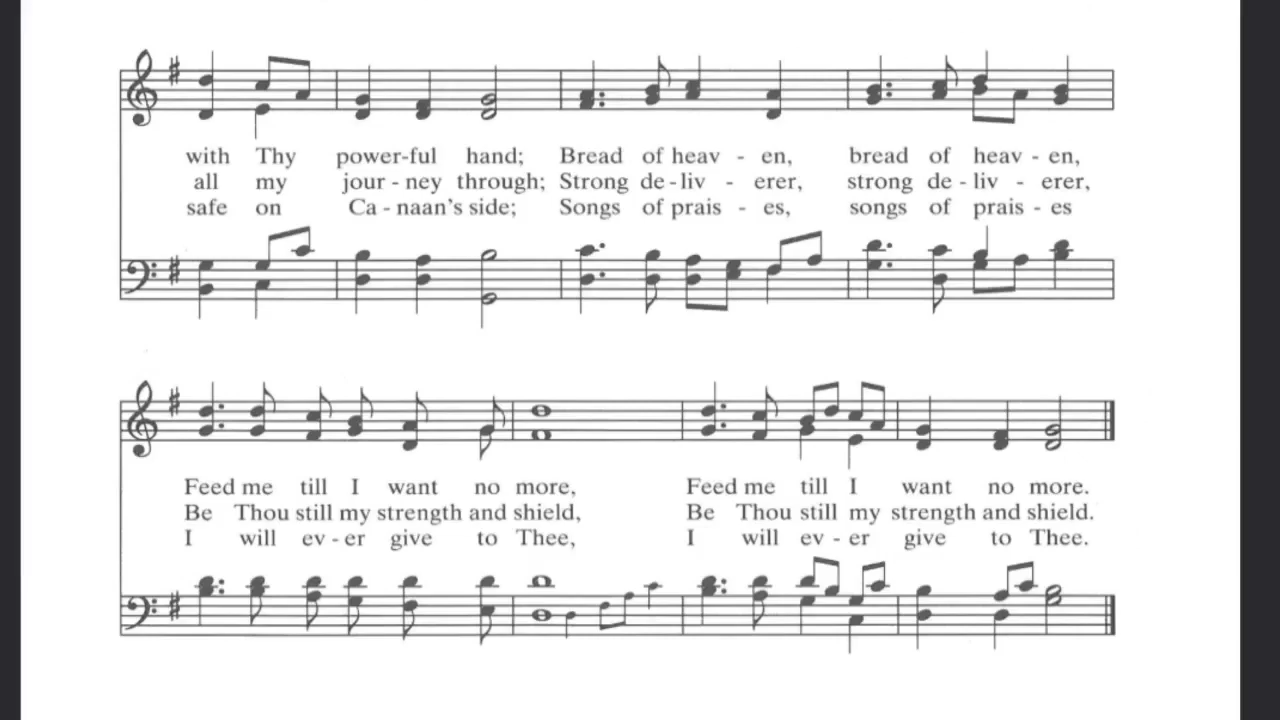 with Thy power-ful hand; Bread of heav - en, bread of heav - en,
all my jour - ney through; Strong de - liv - erer, strong de - liv - erer,
safe on Ca - naan's side; Songs of prais - es, songs of prais - es
Feed me till I want no more, Feed me till I want no more.
Be Thou still my strength and shield, Be Thou still my strength and shield.
I will ev - er give to Thee, I will ev - er give to Thee.